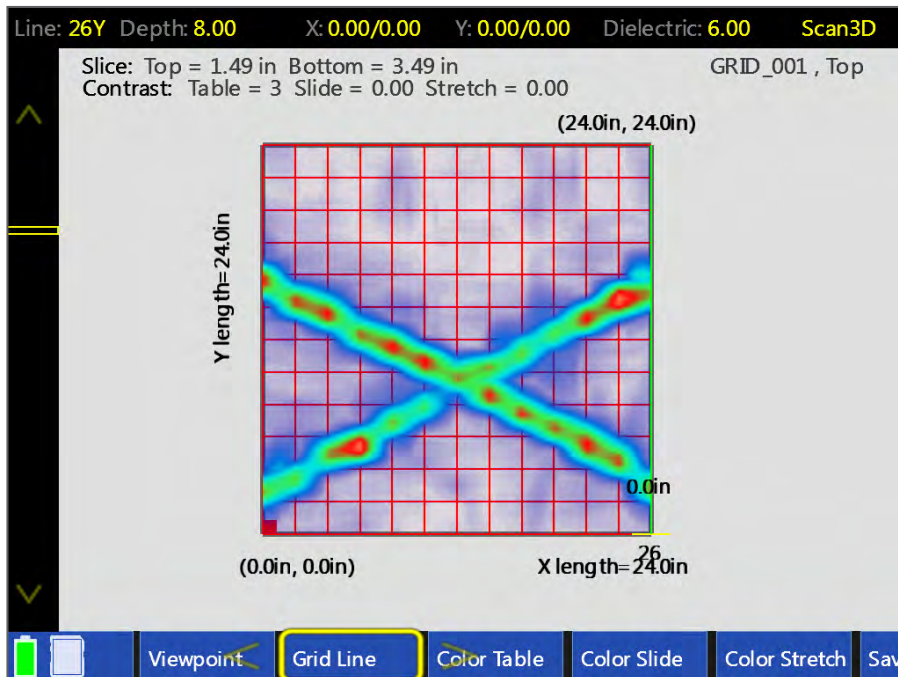 Line: 26Y Depth: 8.00 X: 0.00/0.00 Y: 0.00/0.00 Dielectric: 6.00 Scan3D
Slice: Top = 1.49 in Bottom = 3.49 in GRID_001 , Top
Contrast: Table = 3 Slide = 0.00 Stretch = 0.00
(24.0in, 24.0in)
Y length=24.0in
0.0in
26
(0.0in, 0.0in) X length=24.0in
Viewpoint Grid Line Color Table Color Slide Color Stretch Sav